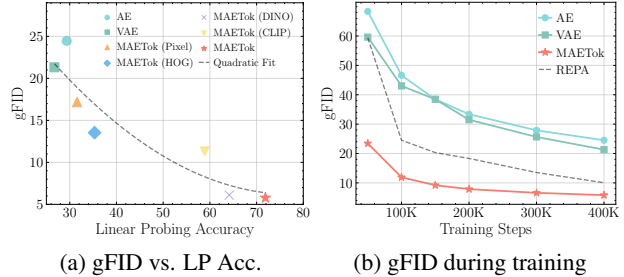 AE
VAE
MAETok (Pixel)
MAETok (HOG)
MAETok (DINO)
MAETok (CLIP)
MAETok
Quadratic Fit
gFID
25
20
15
10
5
30 40 50 60 70 80
Linear Probing Accuracy
(a) gFID vs. LP Acc.
AE
VAE
MAETok
REPA
gFID
70
60
50
40
30
20
10
100K 200K 300K 400K
Training Steps
(b) gFID during training